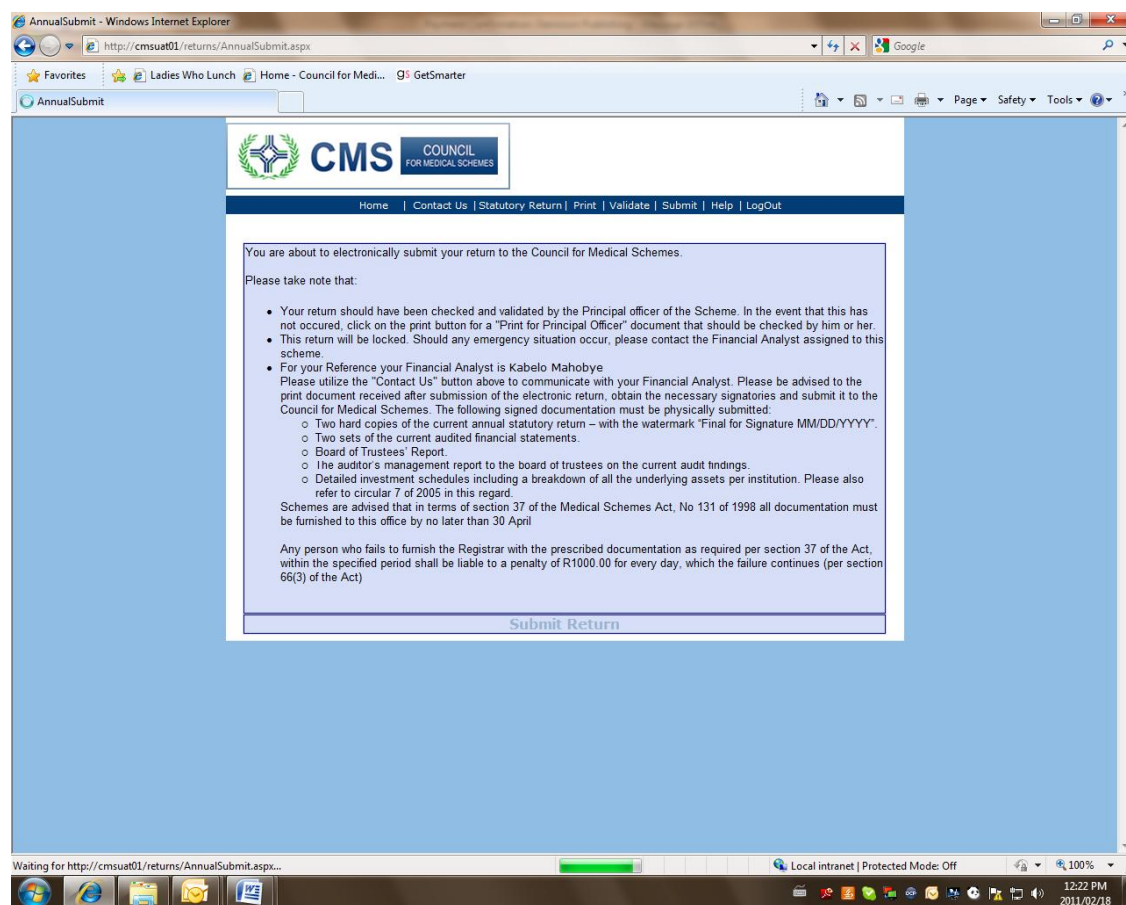 AnnualSubmit - Windows Internet Explorer
http://cmsuat01/returns/AnnualSubmit.aspx
Google
Favorites
Ladies Who Lunch
Home - Council for Medi...
gs GetSmarter
AnnualSubmit
Page
Safety
Tools
CMS
COUNCIL
FOR MEDICAL SCHEMES
Home | Contact Us |Statutory Return| Print | Validate | Submit | Help | LogOut
You are about to electronically submit your return to the Council for Medical Schemes.
Please take note that:
Your return should have been checked and validated by the Principal officer of the Scheme. In the event that this has
not occured, click on the print button for a "Print for Principal Officer" document that should be checked by him or her.
This return will be locked. Should any emergency situation occur, please contact the Financial Analyst assigned to this
scheme.
For your Reference your Financial Analyst is Kabelo Mahobye
Please utilize the "Contact Us" button above to communicate with your Financial Analyst. Please be advised to the
print document received after submission of the electronic return, obtain the necessary signatories and submit it to the
Council for Medical Schemes. The following signed documentation must be physically submitted:
Two hard copies of the current annual statutory return – with the watermark “Final for Signature MM/DD/YYYY”.
Two sets of the current audited financial statements.
Board of Trustees’ Report.
The auditor’s management report to the board of trustees on the current audit findings.
Detailed investment schedules including a breakdown of all the underlying assets per institution. Please also
refer to circular 7 of 2005 in this regard.
Schemes are advised that in terms of section 37 of the Medical Schemes Act, No 131 of 1998 all documentation must
be furnished to this office by no later than 30 April
Any person who fails to furnish the Registrar with the prescribed documentation as required per section 37 of the Act,
within the specified period shall be liable to a penalty of R1000.00 for every day, which the failure continues (per section
66(3) of the Act)
Submit Return
Waiting for http://cmsuat01/returns/AnnualSubmit.aspx...
Local intranet | Protected Mode: Off
100%
12:22 PM
2011/02/18